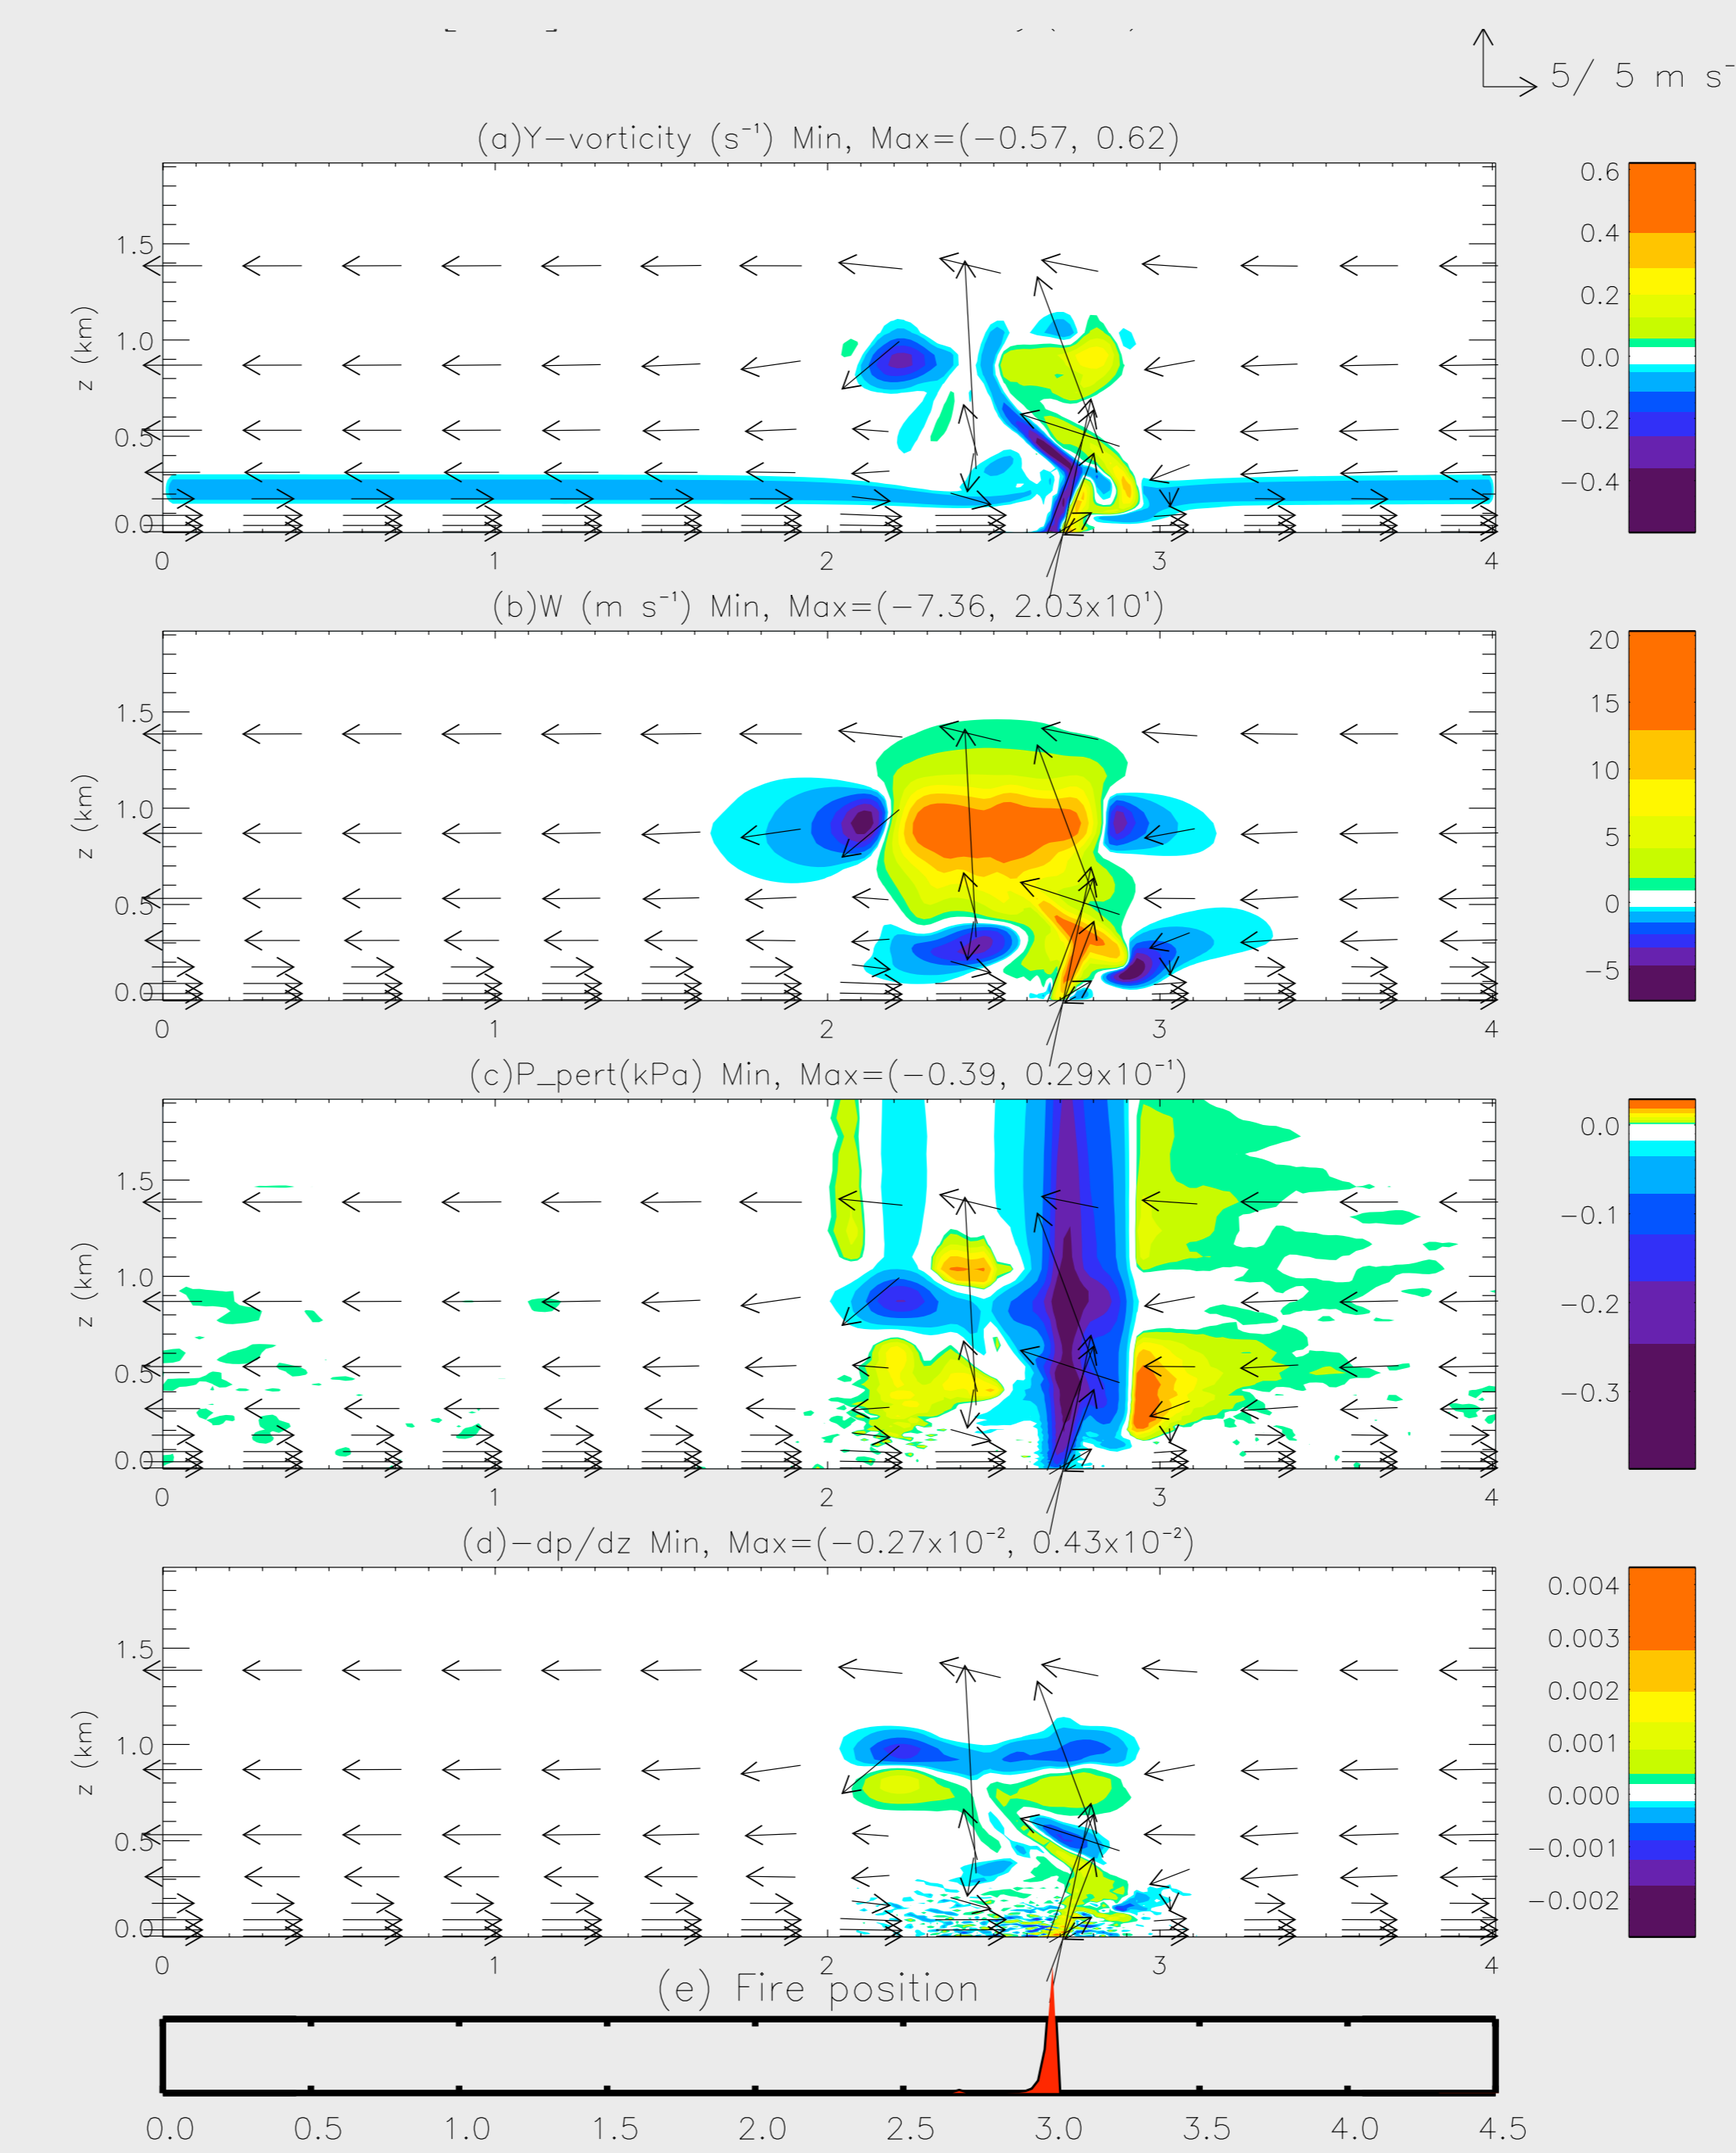 5/ 5 m s⁻
(a)Y−vorticity (s⁻¹) Min, Max=(−0.57, 0.62)
z (km)
1.5
1.0
0.5
0.0
0 1 2 3 4
0.6
0.4
0.2
0.0
−0.2
−0.4
(b)W (m s⁻¹) Min, Max=(−7.36, 2.03x10¹)
z (km)
1.5
1.0
0.5
0.0
0 1 2 3 4
20
15
10
5
0
−5
(c)P_pert(kPa) Min, Max=(−0.39, 0.29x10⁻¹)
z (km)
1.5
1.0
0.5
0.0
0 1 2 3 4
0.0
−0.1
−0.2
−0.3
(d)−dp/dz Min, Max=(−0.27x10⁻², 0.43x10⁻²)
z (km)
1.5
1.0
0.5
0.0
0 1 2 3 4
0.004
0.003
0.002
0.001
0.000
−0.001
−0.002
(e) Fire position
0.0 0.5 1.0 1.5 2.0 2.5 3.0 3.5 4.0 4.5